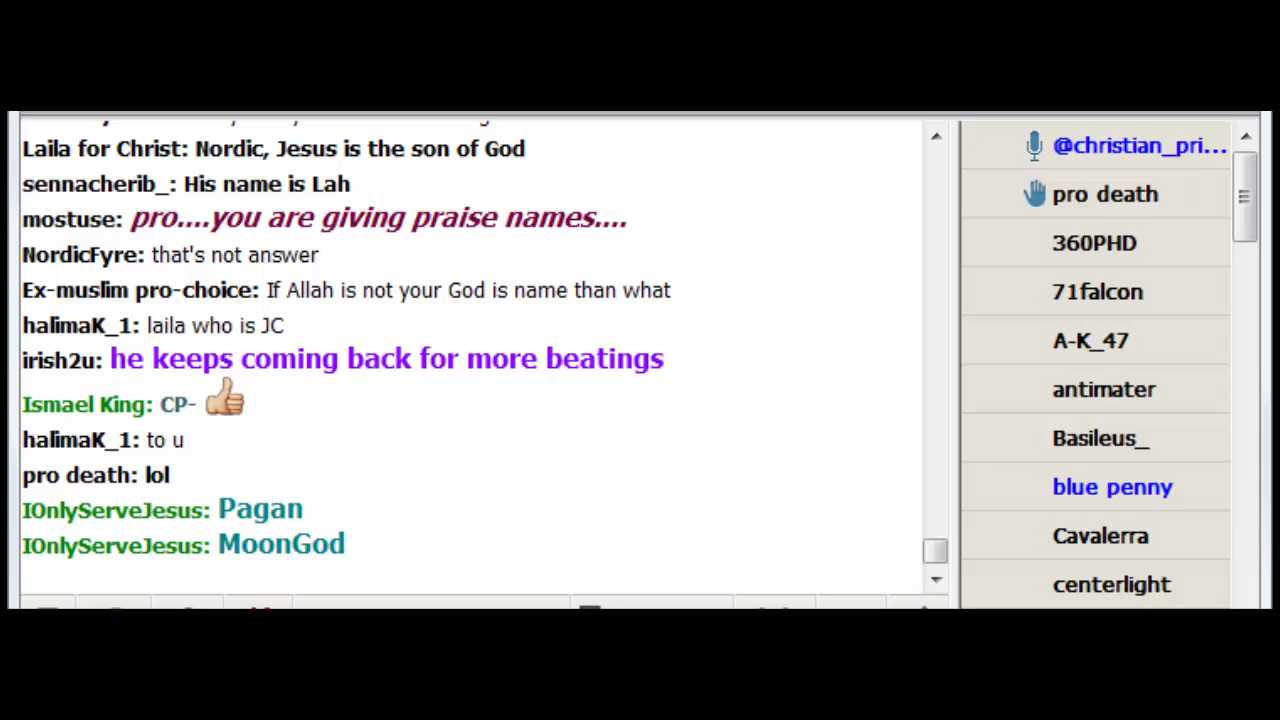 Laila for Christ: Nordic, Jesus is the son of God
sennacherib_: His name is Lah
mostuse: pro....you are giving praise names....
NordicFyre: that's not answer
Ex-muslim pro-choice: If Allah is not your God is name than what
halimaK_1: laila who is JC
irish2u: he keeps coming back for more beatings
Ismael King: CP-
halimaK_1: to u
pro death: lol
IOnlyServeJesus: Pagan
IOnlyServeJesus: MoonGod
@christian_pri...
pro death
360PHD
71falcon
A-K_47
antimater
Basileus_
blue penny
Cavalerra
centerlight